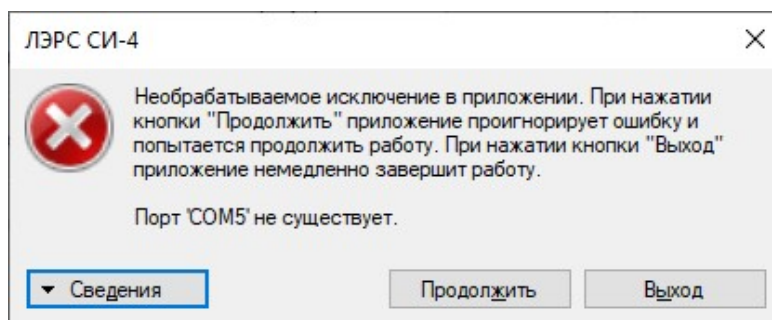 ЛЭРС СИ-4
Необрабатываемое исключение в приложении. При нажатии
кнопки "Продолжить" приложение проигнорирует ошибку и
попытается продолжить работу. При нажатии кнопки "Выход"
приложение немедленно завершит работу.
Порт 'COM5' не существует.
Сведения
Продолжить
Выход